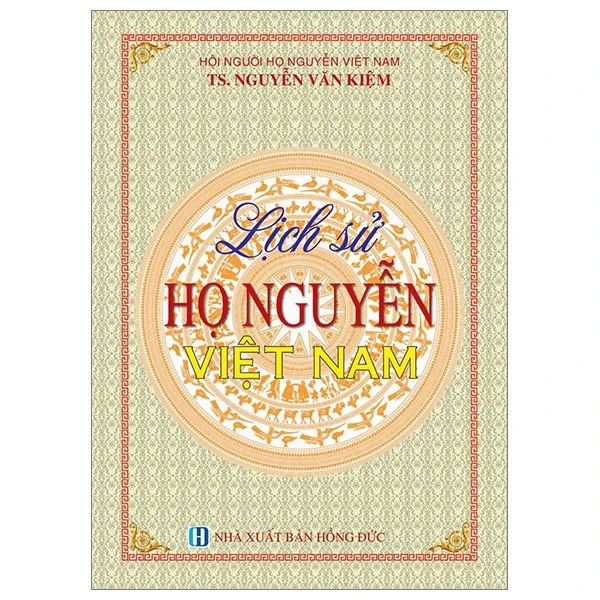 HỘI NGƯỜI HỌ NGUYỄN VIỆT NAM
TS. NGUYỄN VĂN KIỆM
Lịch sử
HỌ NGUYỄN
VIỆT NAM
H NHÀ XUẤT BẢN HỒNG ĐỨC